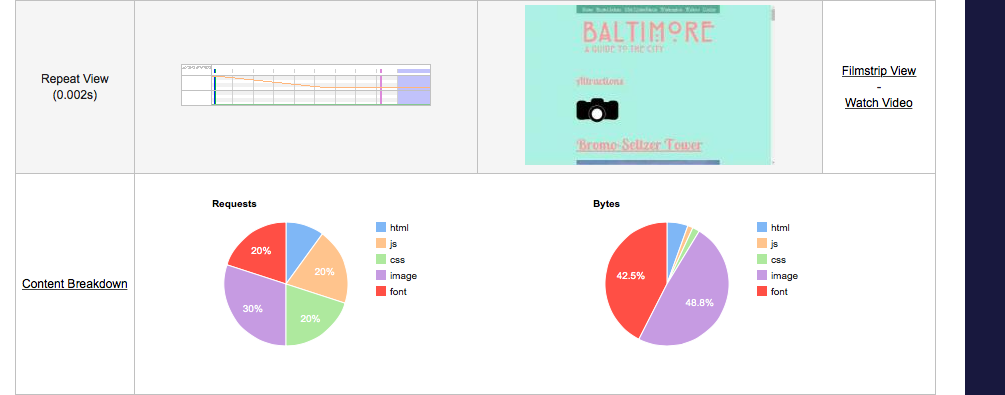 BALTIMORE
A GUIDE TO THE CITY
Attractions
Bromo-Seltzer Tower
Repeat View
(0.002s)
Filmstrip View
-
Watch Video
Content Breakdown
Requests
20%
20%
30%
20%
html
js
css
image
font
Bytes
42.5%
48.8%
html
js
css
image
font